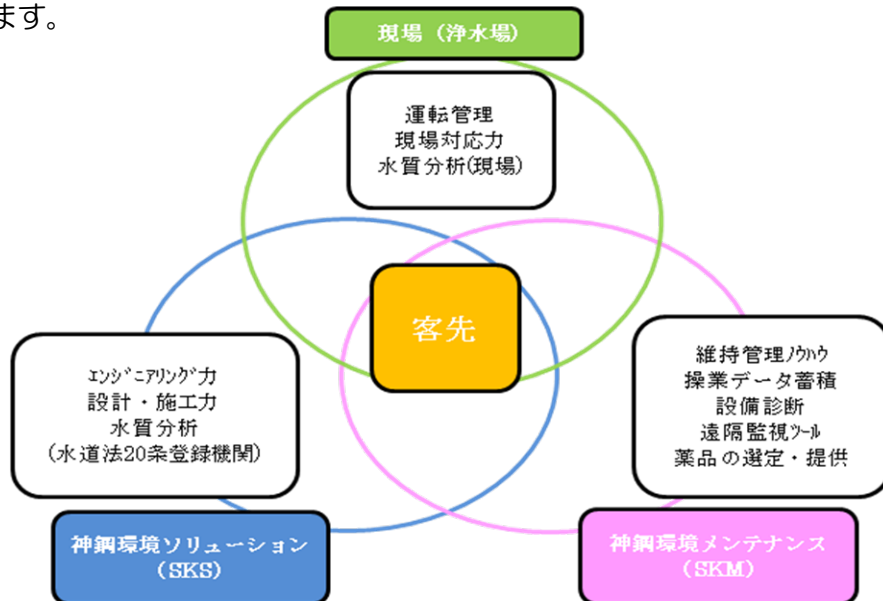 ます。
現場（浄水場）
運転管理
現場対応力
水質分析(現場)
客先
ｴﾝｼﾞﾆｱﾘﾝｸﾞ力
設計・施工力
水質分析
(水道法20条登録機関)
維持管理ﾉｳﾊｳ
操業データ蓄積
設備診断
遠隔監視ﾂｰﾙ
薬品の選定・提供
神鋼環境ソリューション
(SKS)
神鋼環境メンテナンス
(SKM)